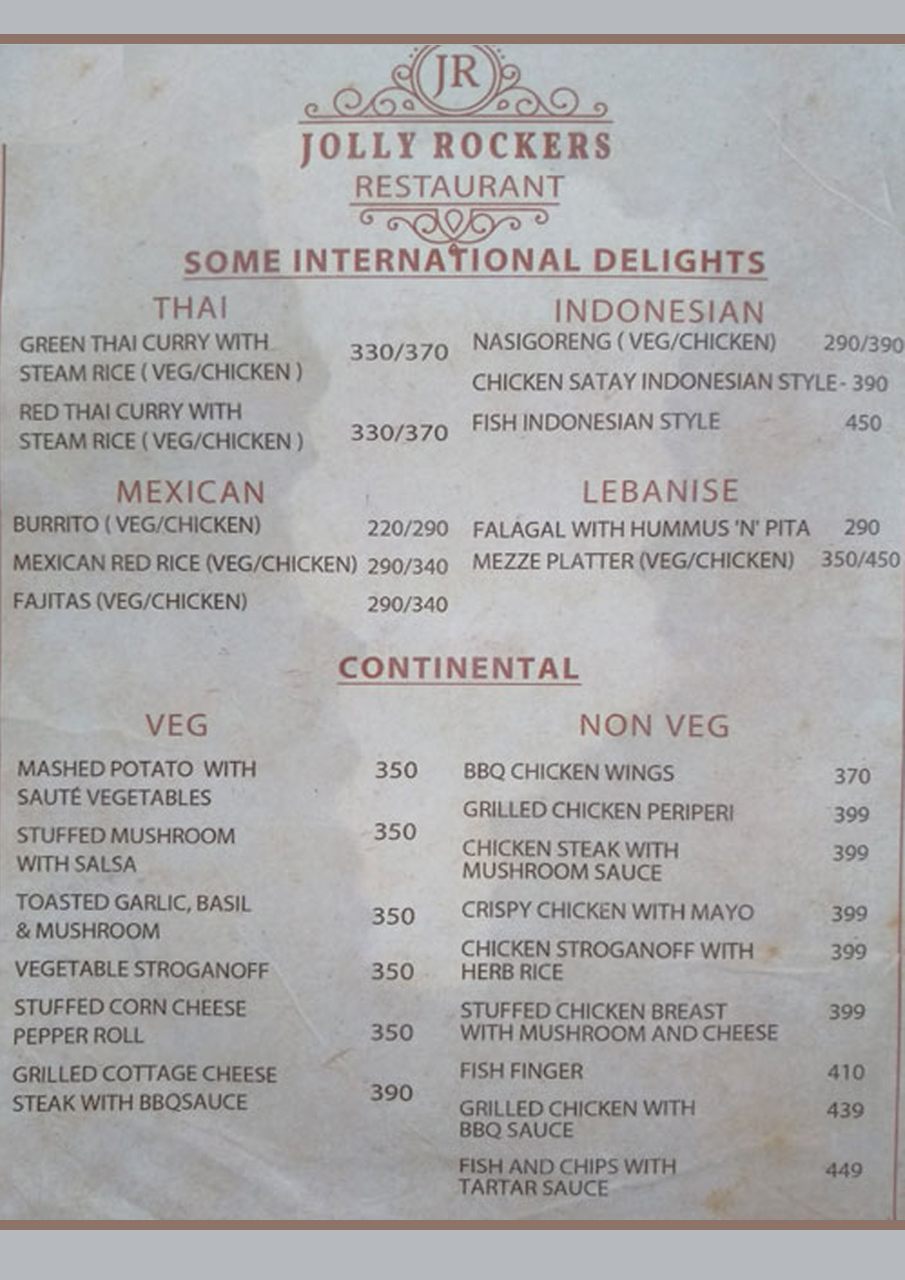 JR
JOLLY ROCKERS
RESTAURANT
SOME INTERNATIONAL DELIGHTS
THAI
GREEN THAI CURRY WITH
STEAM RICE ( VEG/CHICKEN ) 330/370
RED THAI CURRY WITH
STEAM RICE ( VEG/CHICKEN ) 330/370
INDONESIAN
NASIGORENG ( VEG/CHICKEN) 290/390
CHICKEN SATAY INDONESIAN STYLE- 390
FISH INDONESIAN STYLE 450
MEXICAN
BURRITO ( VEG/CHICKEN) 220/290
MEXICAN RED RICE (VEG/CHICKEN) 290/340
FAJITAS (VEG/CHICKEN) 290/340
LEBANISE
FALAGAL WITH HUMMUS 'N' PITA 290
MEZZE PLATTER (VEG/CHICKEN) 350/450
CONTINENTAL
VEG
MASHED POTATO WITH 350
SAUTÉ VEGETABLES
STUFFED MUSHROOM 350
WITH SALSA
TOASTED GARLIC, BASIL
& MUSHROOM 350
VEGETABLE STROGANOFF 350
STUFFED CORN CHEESE
PEPPER ROLL 350
GRILLED COTTAGE CHEESE
STEAK WITH BBQSAUCE 390
NON VEG
BBQ CHICKEN WINGS 370
GRILLED CHICKEN PERIPERI 399
CHICKEN STEAK WITH 399
MUSHROOM SAUCE
CRISPY CHICKEN WITH MAYO 399
CHICKEN STROGANOFF WITH 399
HERB RICE
STUFFED CHICKEN BREAST 399
WITH MUSHROOM AND CHEESE
FISH FINGER 410
GRILLED CHICKEN WITH 439
BBQ SAUCE
FISH AND CHIPS WITH 449
TARTAR SAUCE